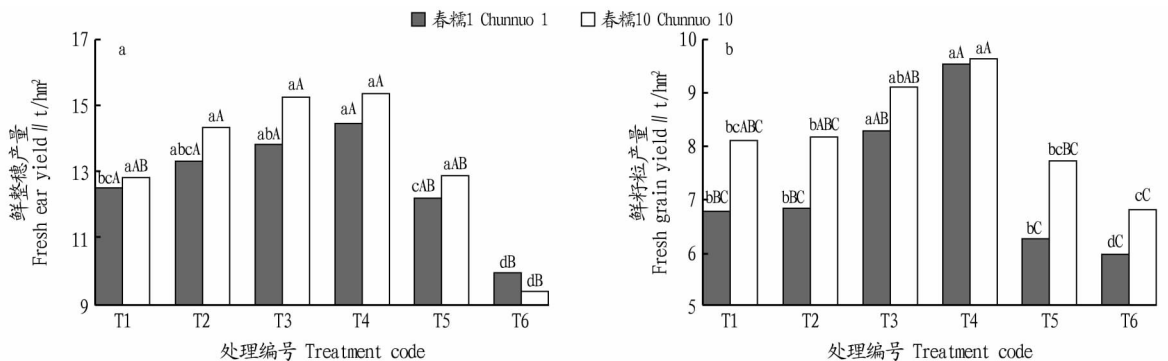 春糯1 Chunnuo 1 春糯10 Chunnuo 10
a
鲜整穗产量
Fresh ear yield // t/hm²
17
15
13
11
9
bcA aAB
abcA aA
abA aA
aA aA
cAB aAB
dB dB
T1 T2 T3 T4 T5 T6
处理编号 Treatment code
b
鲜籽粒产量
Fresh grain yield // t/hm²
10
9
8
7
6
5
bBC bcABC
bBC bABC
aAB abAB
aA aA
bC bcBC
dC cC
T1 T2 T3 T4 T5 T6
处理编号 Treatment code